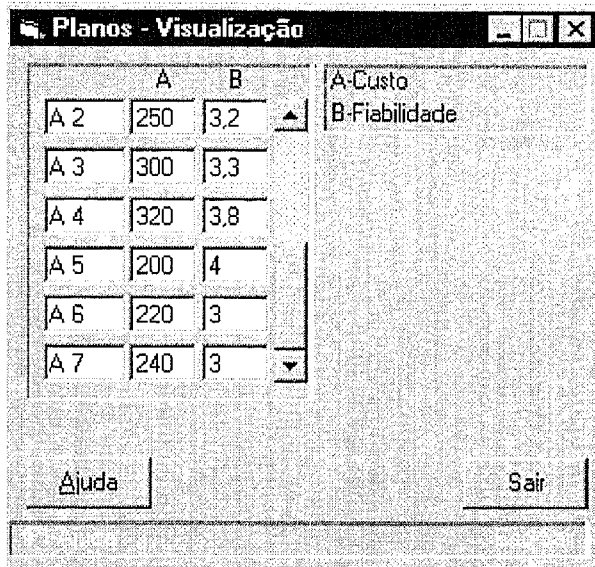 Planos - Visualização
A B
A 2 250 3,2
A 3 300 3,3
A 4 320 3,8
A 5 200 4
A 6 220 3
A 7 240 3
A-Custo
B-Fiabilidade
Ajuda
Sair